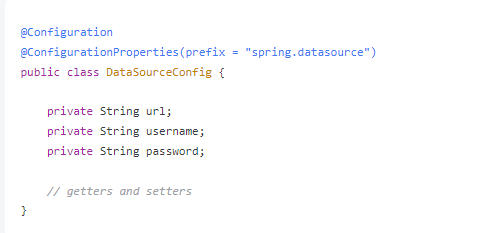 @Configuration
@ConfigurationProperties(prefix = "spring.datasource")
public class DataSourceConfig {
private String url;
private String username;
private String password;
// getters and setters
}